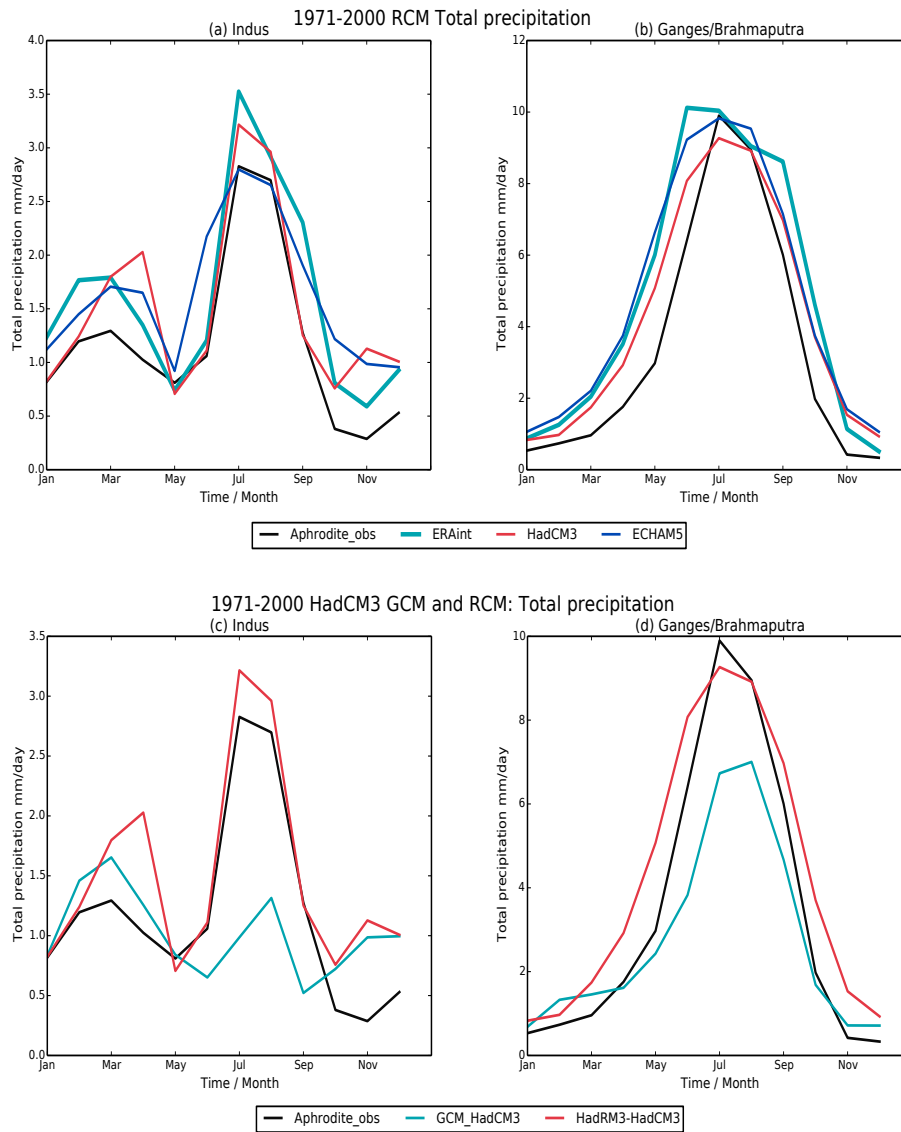 1971-2000 RCM Total precipitation
(a) Indus
(b) Ganges/Brahmaputra
Total precipitation mm/day
4.0
3.5
3.0
2.5
2.0
1.5
1.0
0.5
0.0
Jan Mar May Jul Sep Nov
Time / Month
Total precipitation mm/day
12
10
8
6
4
2
0
Jan Mar May Jul Sep Nov
Time / Month
Aphrodite_obs ERAint HadCM3 ECHAM5
1971-2000 HadCM3 GCM and RCM: Total precipitation
(c) Indus
(d) Ganges/Brahmaputra
Total precipitation mm/day
3.5
3.0
2.5
2.0
1.5
1.0
0.5
0.0
Jan Mar May Jul Sep Nov
Time / Month
Total precipitation mm/day
10
8
6
4
2
0
Jan Mar May Jul Sep Nov
Time / Month
Aphrodite_obs GCM_HadCM3 HadRM3-HadCM3